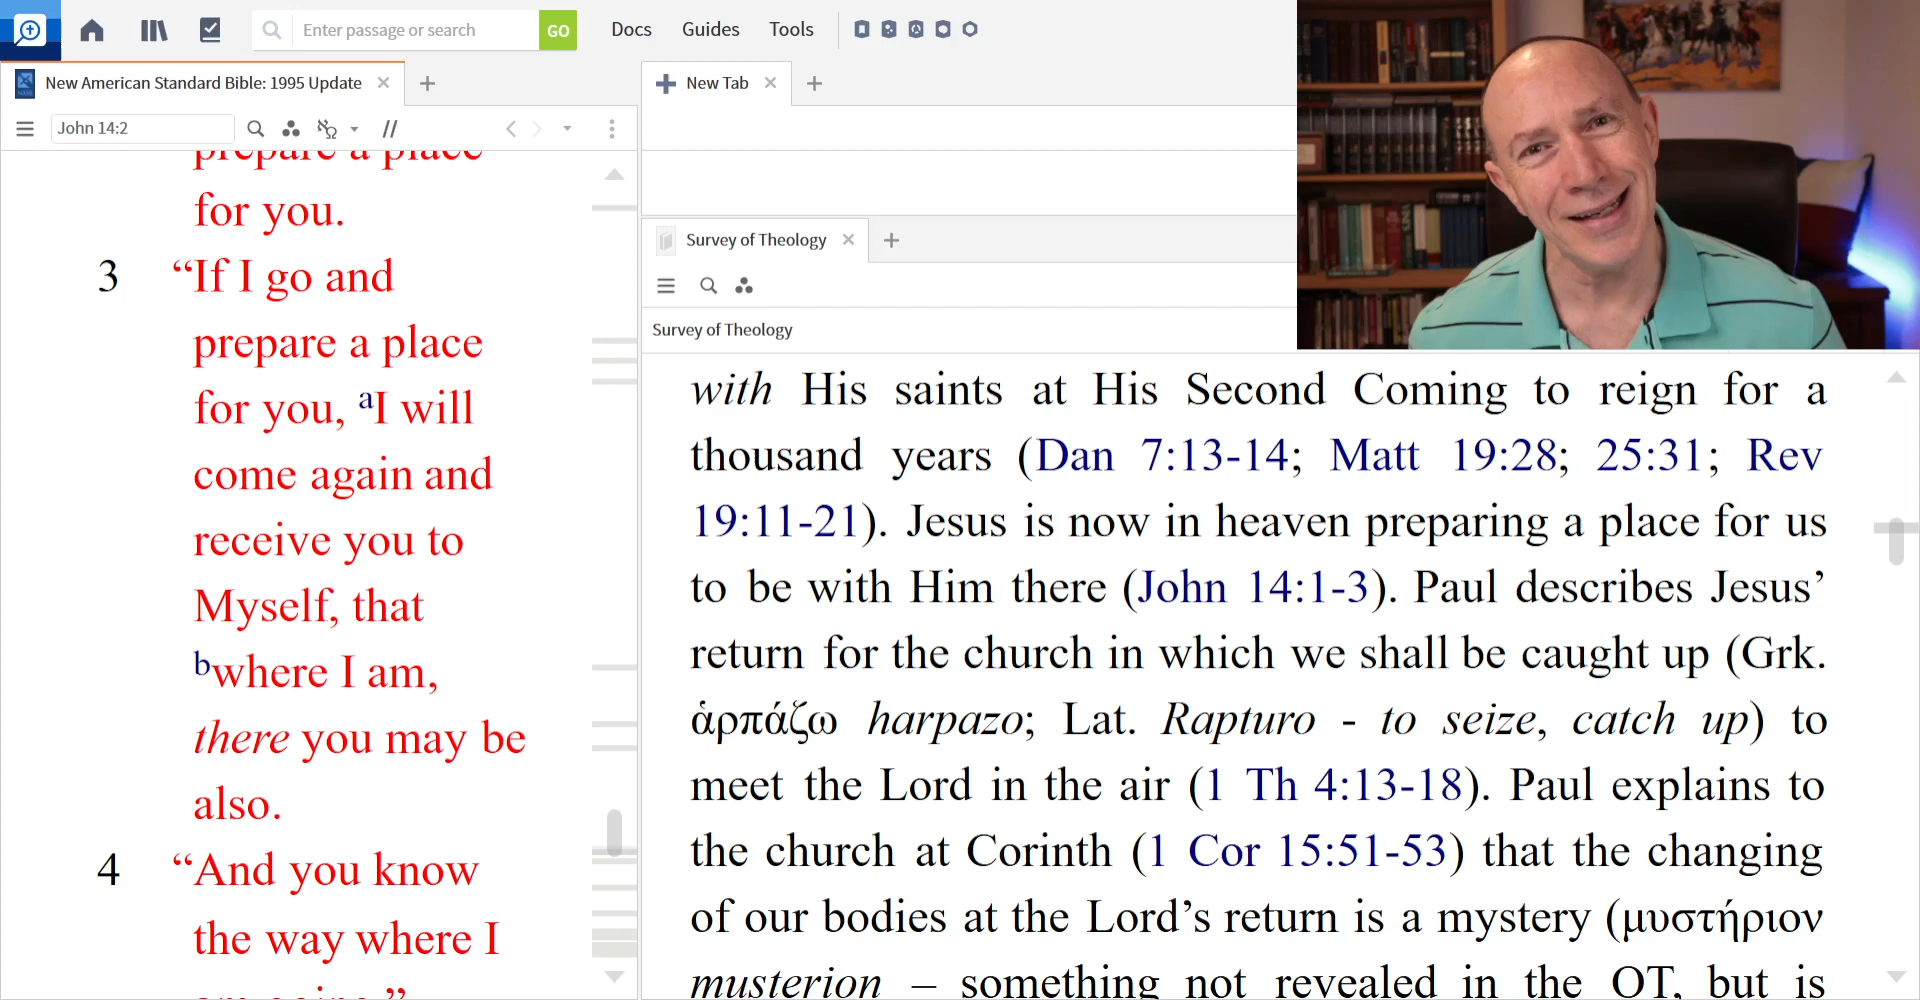 Enter passage or search
GO
Docs
Guides
Tools
New American Standard Bible: 1995 Update
John 14:2
prepare a place
for you.
3 “If I go and
prepare a place
for you, aI will
come again and
receive you to
Myself, that
bwhere I am,
there you may be
also.
4 “And you know
the way where I
am going.”
New Tab
Survey of Theology
Survey of Theology
with His saints at His Second Coming to reign for a
thousand years (Dan 7:13-14; Matt 19:28; 25:31; Rev
19:11-21). Jesus is now in heaven preparing a place for us
to be with Him there (John 14:1-3). Paul describes Jesus’
return for the church in which we shall be caught up (Grk.
ἁρπάζω harpazo; Lat. Rapturo - to seize, catch up) to
meet the Lord in the air (1 Th 4:13-18). Paul explains to
the church at Corinth (1 Cor 15:51-53) that the changing
of our bodies at the Lord’s return is a mystery (μυστήριον
musterion – something not revealed in the OT, but is